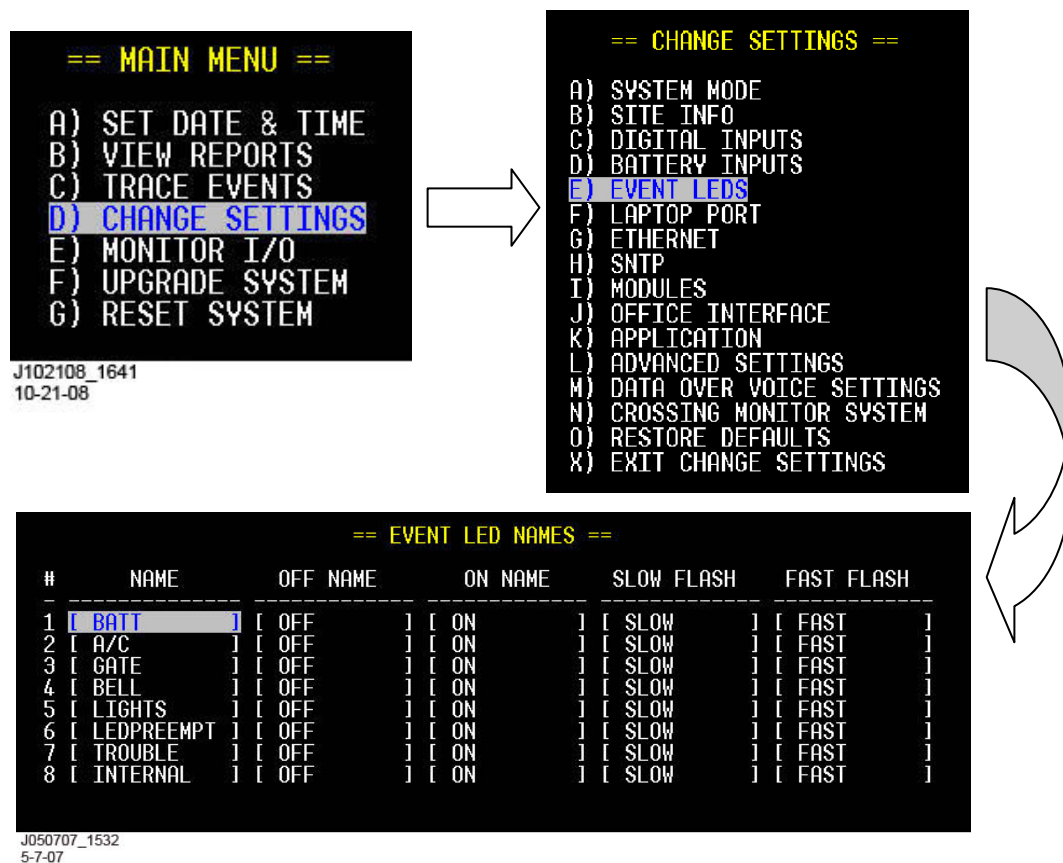 == MAIN MENU ==
A) SET DATE & TIME
B) VIEW REPORTS
C) TRACE EVENTS
D) CHANGE SETTINGS
E) MONITOR I/O
F) UPGRADE SYSTEM
G) RESET SYSTEM
J102108_1641
10-21-08
== CHANGE SETTINGS ==
A) SYSTEM MODE
B) SITE INFO
C) DIGITAL INPUTS
D) BATTERY INPUTS
E) EVENT LEDS
F) LAPTOP PORT
G) ETHERNET
H) SNTP
I) MODULES
J) OFFICE INTERFACE
K) APPLICATION
L) ADVANCED SETTINGS
M) DATA OVER VOICE SETTINGS
N) CROSSING MONITOR SYSTEM
O) RESTORE DEFAULTS
X) EXIT CHANGE SETTINGS
== EVENT LED NAMES ==
# NAME OFF NAME ON NAME SLOW FLASH FAST FLASH
1 [ BATT ] [ OFF ] [ ON ] [ SLOW ] [ FAST ]
2 [ A/C ] [ OFF ] [ ON ] [ SLOW ] [ FAST ]
3 [ GATE ] [ OFF ] [ ON ] [ SLOW ] [ FAST ]
4 [ BELL ] [ OFF ] [ ON ] [ SLOW ] [ FAST ]
5 [ LIGHTS ] [ OFF ] [ ON ] [ SLOW ] [ FAST ]
6 [ LEDPREEMPT ] [ OFF ] [ ON ] [ SLOW ] [ FAST ]
7 [ TROUBLE ] [ OFF ] [ ON ] [ SLOW ] [ FAST ]
8 [ INTERNAL ] [ OFF ] [ ON ] [ SLOW ] [ FAST ]
J050707_1532
5-7-07